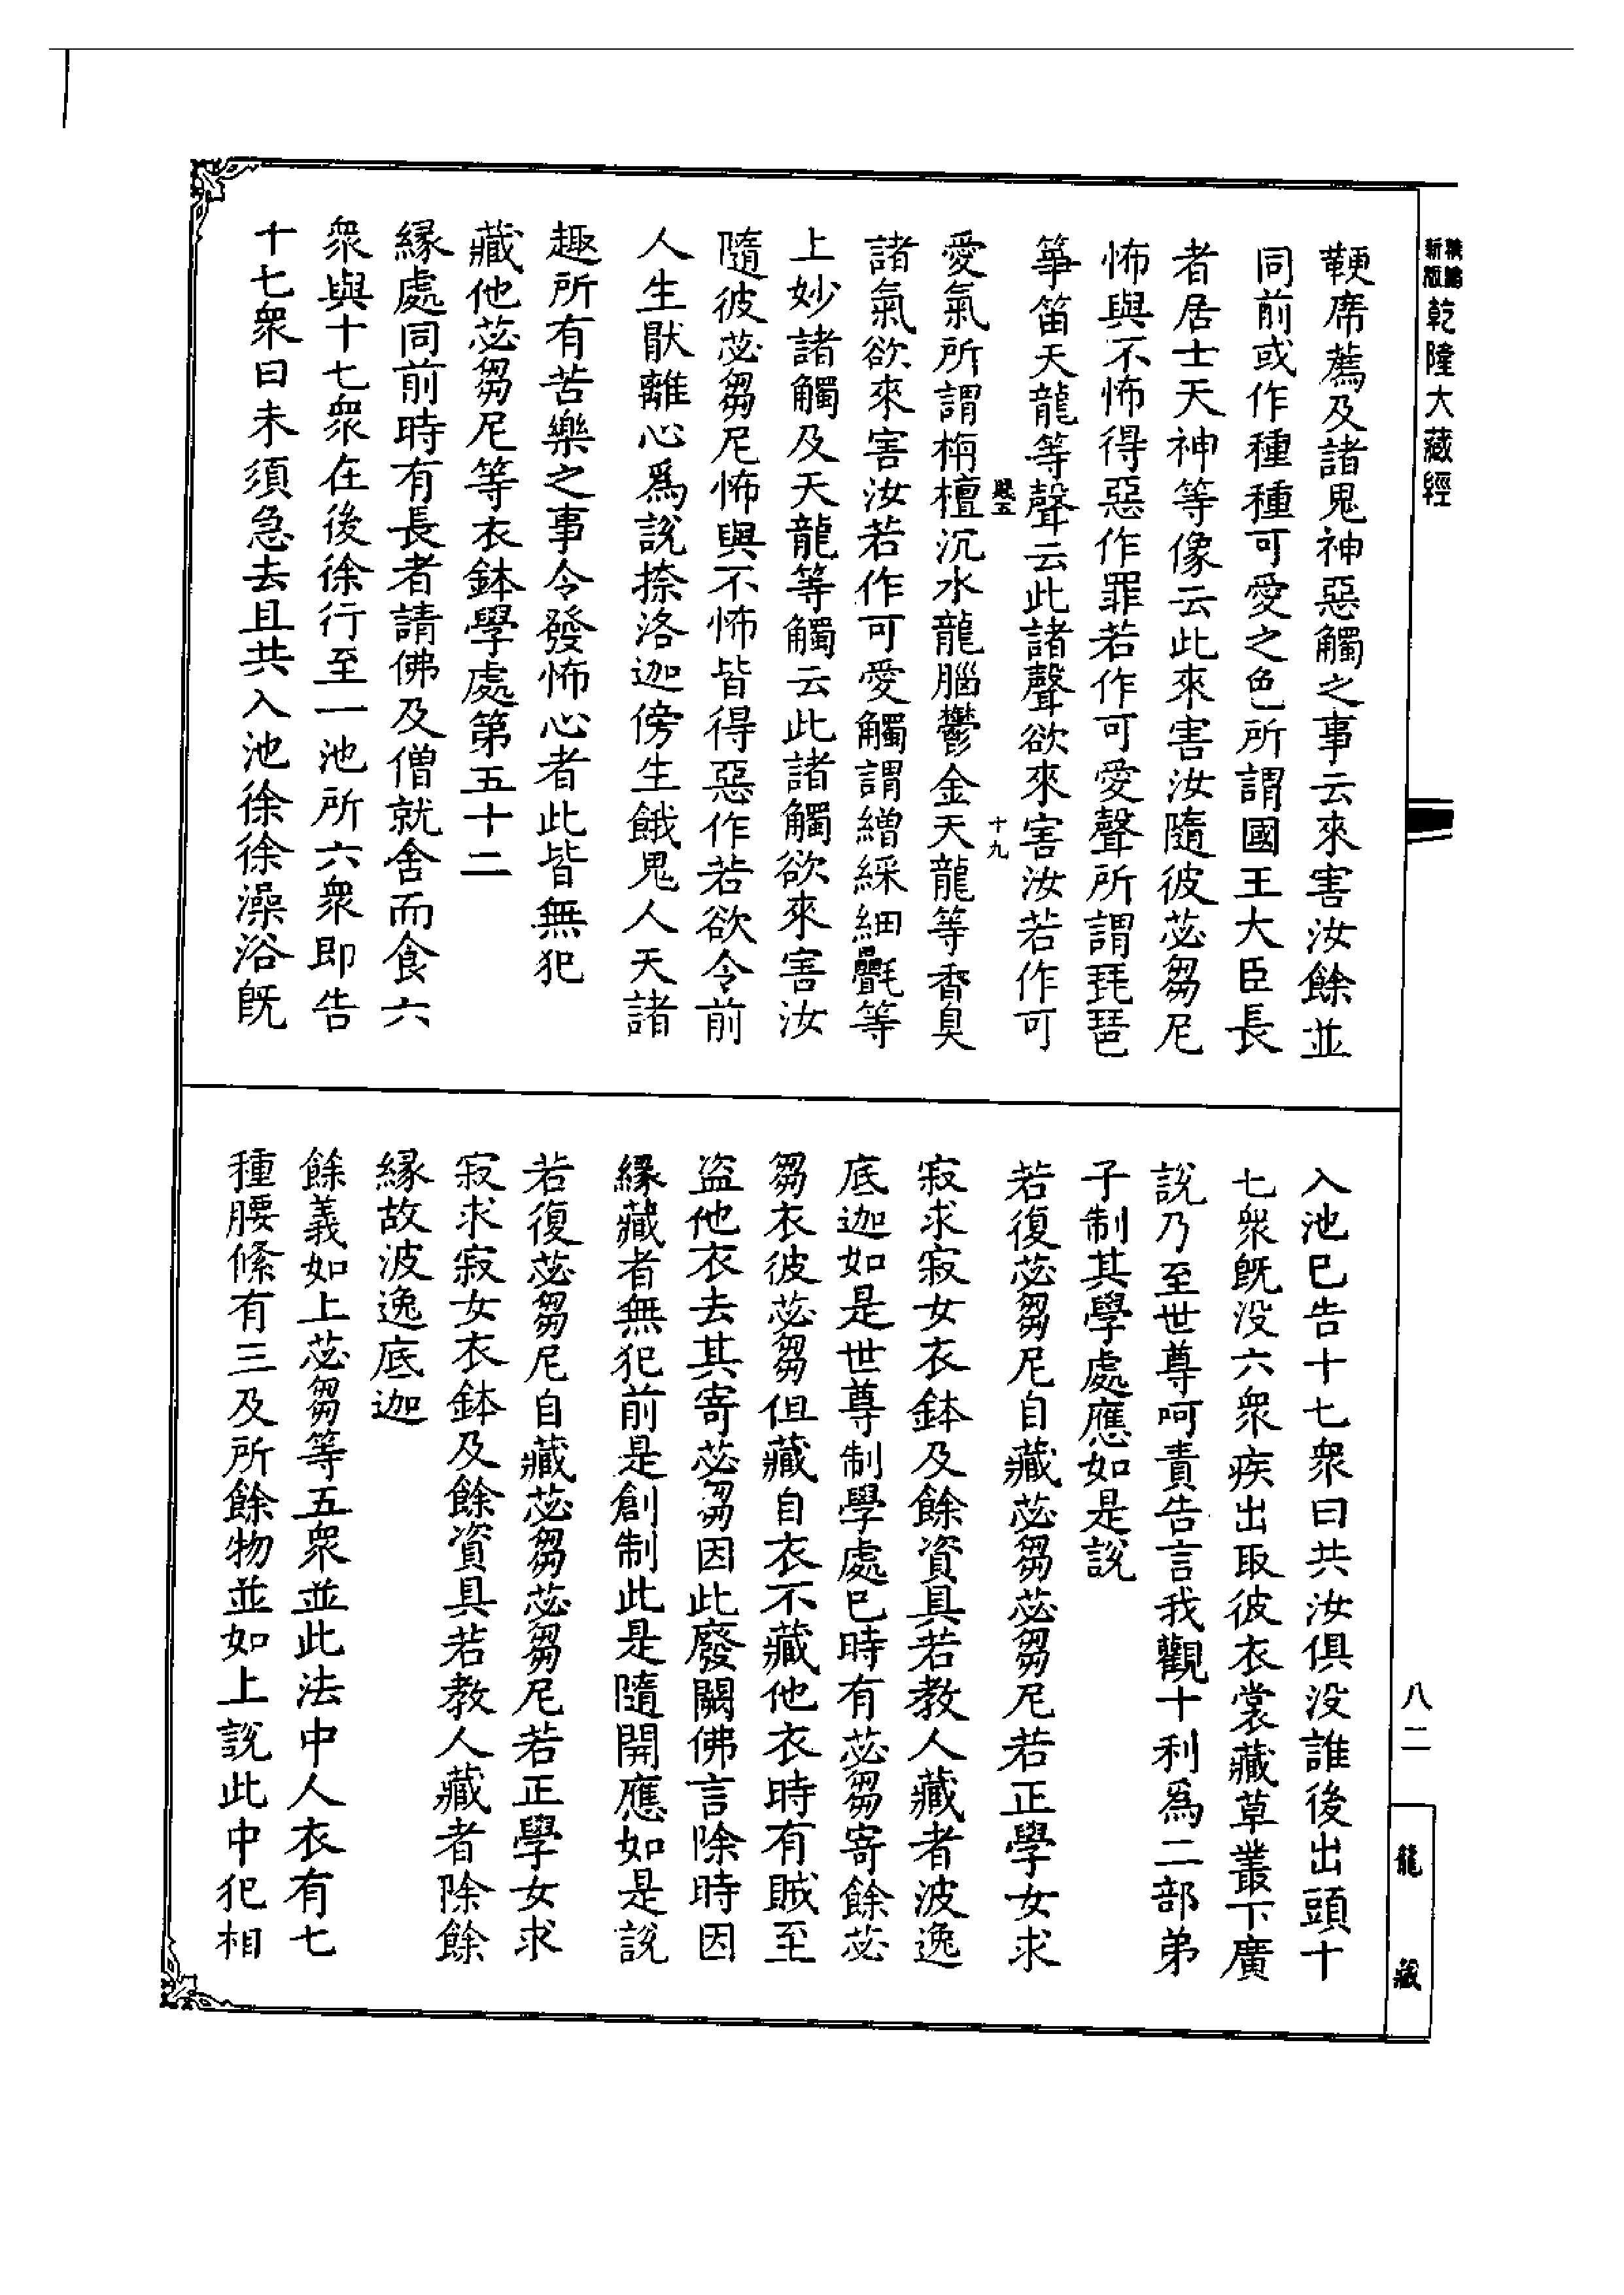 乾隆大藏經
鞕席薦及諸鬼神惡觸之事云來害汝餘並
同前或作種種可愛之色所謂國王大臣長
者居士天神等像云此來害汝隨彼苾芻尼
怖與不怖得惡作罪若作可愛聲所謂琵琶
箏笛天龍等聲云此諸聲欲來害汝若作可
十九
愛氣所謂栴檀沉水龍腦鬱金天龍等香臭
諸氣欲來害汝若作可愛觸謂繒綵細㲲等
上妙諸觸及天龍等觸云此諸觸欲來害汝
隨彼苾芻尼怖與不怖皆得惡作若欲令前
人生猒離心爲說捺洛迦傍生餓鬼人天諸
趣所有苦樂之事令發怖心者此皆無犯
藏他苾芻尼等衣鉢學處第五十二
緣處同前時有長者請佛及僧就舍而食六
衆與十七衆在後徐行至一池所六衆即告
十七衆曰未須急去且共入池徐徐澡浴旣
入池巳告十七衆曰共汝俱没誰後出頭十
七衆旣没六衆疾出取彼衣裳藏草叢下廣
說乃至世尊呵責告言我觀十利爲二部弟
子制其學處應如是說
若復苾芻尼自藏苾芻苾芻尼若正學女求
寂求寂女衣鉢及餘資具若教人藏者波逸
底迦如是世尊制學處巳時有苾芻寄餘苾
芻衣彼苾芻但藏自衣不藏他衣時有賊至
盜他衣去其寄苾芻因此廢闕佛言除時因
緣藏者無犯前是創制此是隨開應如是說
若復苾芻尼自藏苾芻苾芻尼若正學女求
寂求寂女衣鉢及餘資具若教人藏者除餘
緣故波逸底迦
餘義如上苾芻等五衆並此法中人衣有七
種腰絛有三及所餘物並如上說此中犯相
八二
龍藏